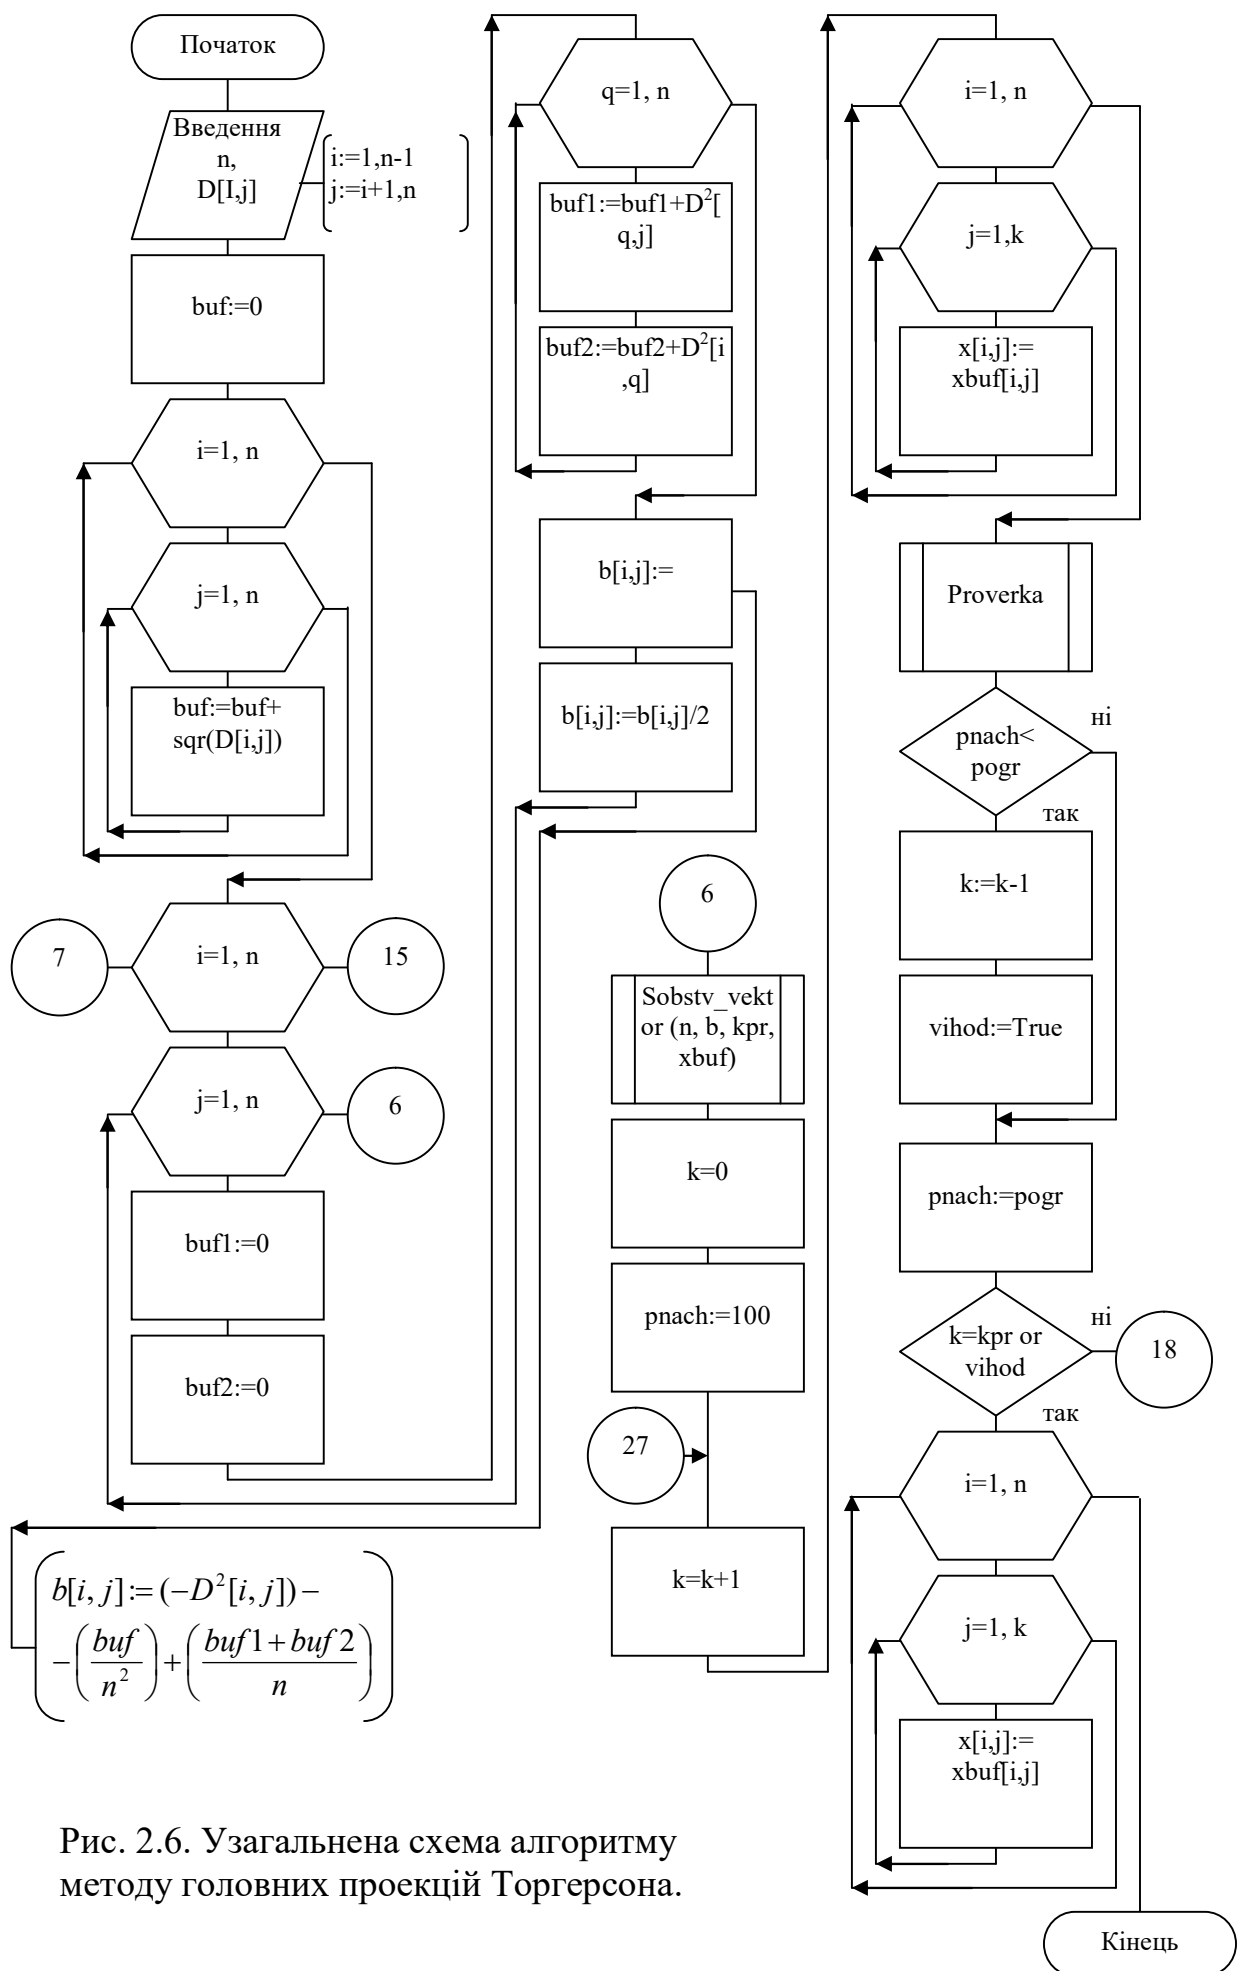 Початок
Введення
n,
D[I,j]
i:=1,n-1
j:=i+1,n
buf:=0
i=1, n
j=1, n
buf:=buf+
sqr(D[i,j])
7
i=1, n
15
j=1, n
6
buf1:=0
buf2:=0
b[i, j]:= (−D²[i, j]) −
−(buf/n²)+((buf1+buf2)/n)
q=1, n
buf1:=buf1+D²[
q,j]
buf2:=buf2+D²[i
,q]
b[i,j]:=
b[i,j]:=b[i,j]/2
6
Sobstv_vekt
or (n, b, kpr,
xbuf)
k=0
pnach:=100
27
k=k+1
i=1, n
j=1,k
x[i,j]:=
xbuf[i,j]
Proverka
pnach<
pogr
ні
так
k:=k-1
vihod:=True
pnach:=pogr
k=kpr or
vihod
ні
18
так
i=1, n
j=1, k
x[i,j]:=
xbuf[i,j]
Кінець
Рис. 2.6. Узагальнена схема алгоритму
методу головних проекцій Торгерсона.